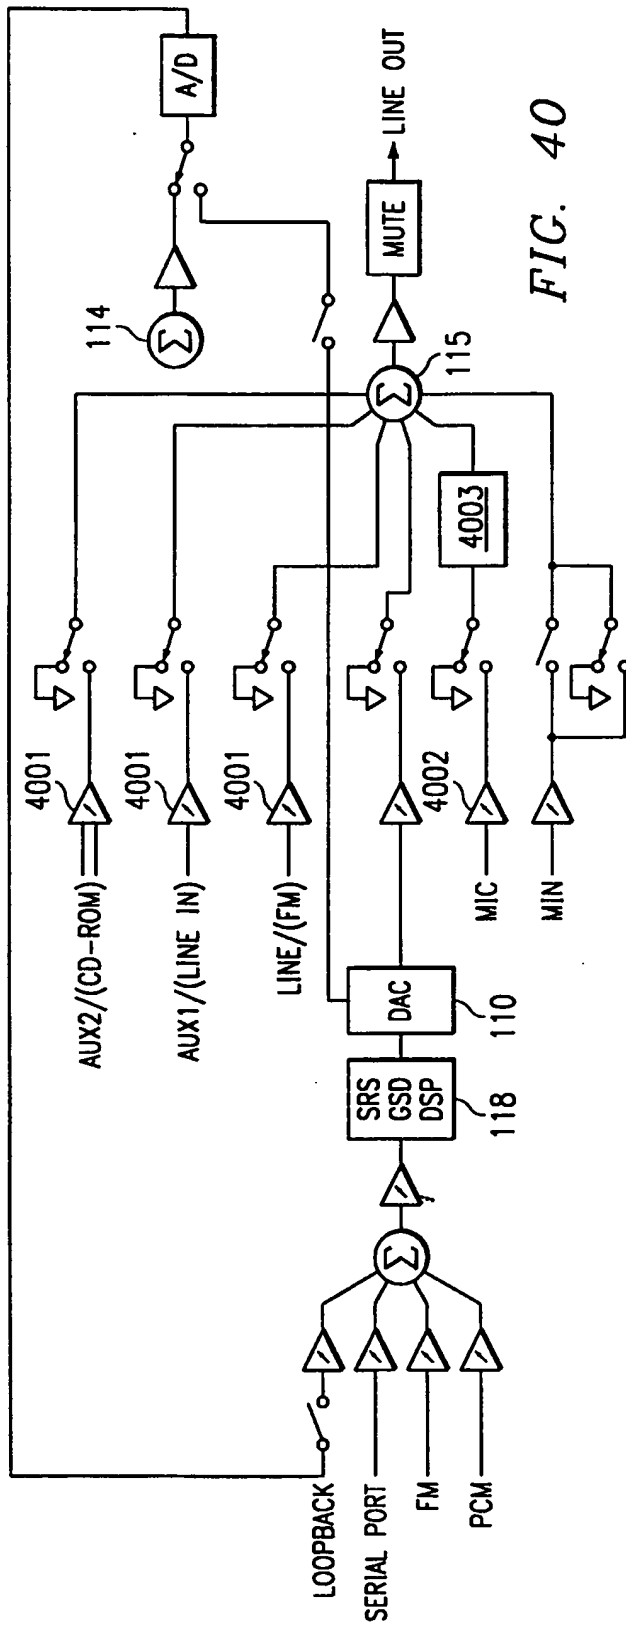 A/D
114
Σ
LINE OUT
MUTE
115
Σ
FIG. 40
4003
4001
AUX2/(CD-ROM)
4001
AUX1/(LINE IN)
4001
LINE/(FM)
4002
MIC
MIN
DAC
110
SRS
GSD
DSP
118
Σ
LOOPBACK
SERIAL PORT
FM
PCM